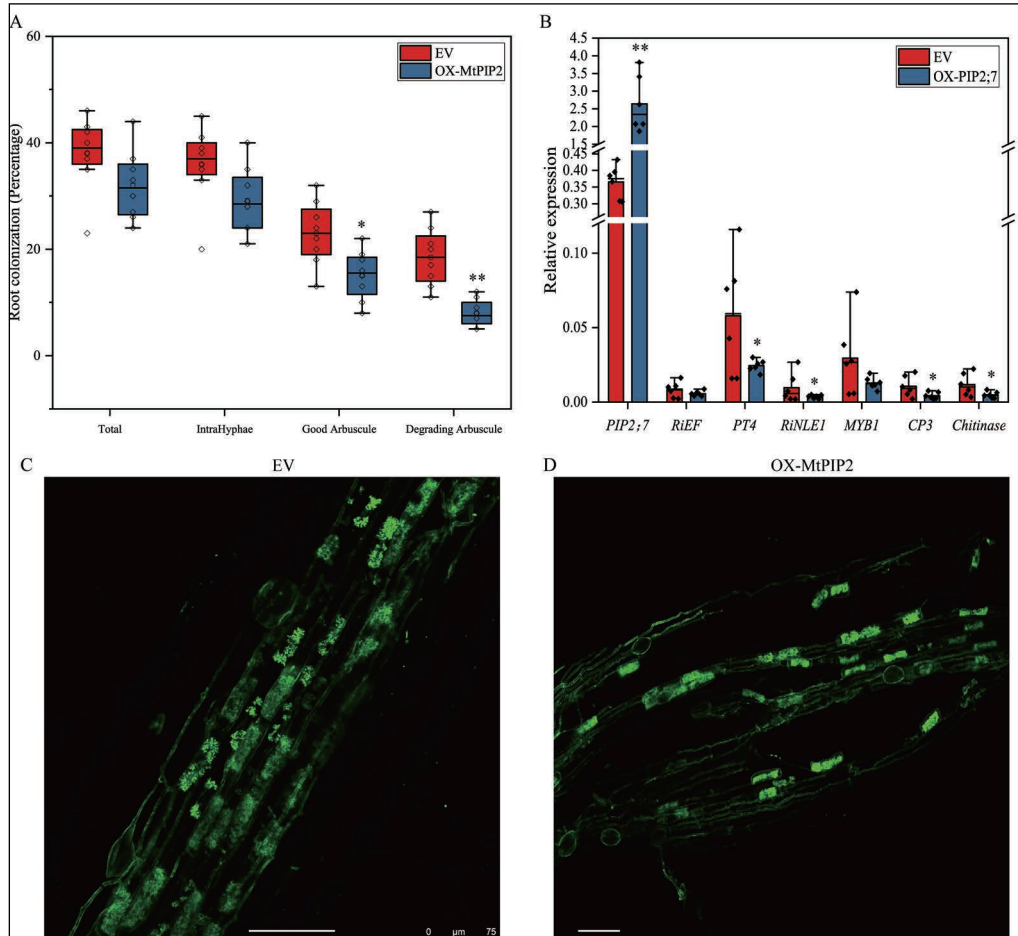 A
60
40
20
0
Root colonization (Percentage)
EV
OX-MtPIP2
*
**
Total
IntraHyphae
Good Arbuscule
Degrading Arbuscule
B
4.5
4.0
3.5
3.0
2.5
2.0
1.5
0.45
0.40
0.35
0.30
0.10
0.05
0.00
Relative expression
**
EV
OX-PIP2;7
*
*
*
*
PIP2;7
RiEF
PT4
RiNLE1
MYB1
CP3
Chitinase
C
EV
0 µm 75
D
OX-MtPIP2